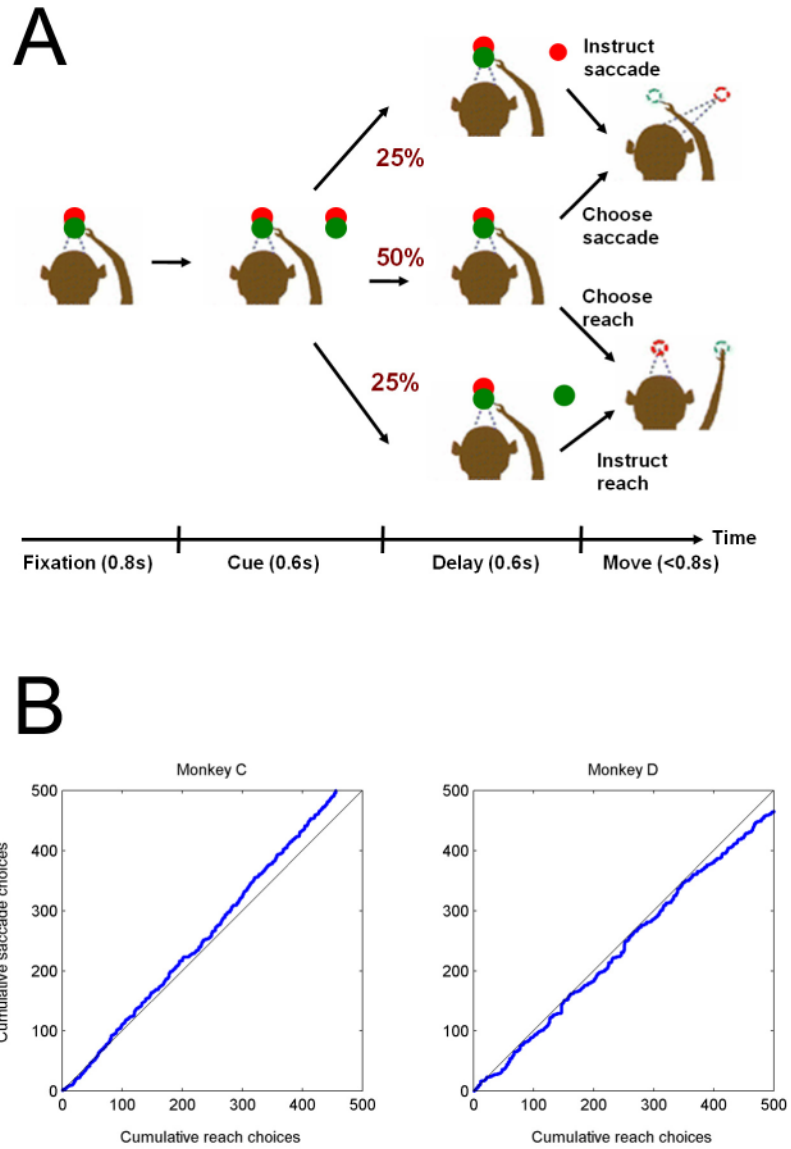 A
Instruct
saccade
25%
Choose
saccade
50%
Choose
reach
25%
Instruct
reach
Time
Fixation (0.8s) Cue (0.6s) Delay (0.6s) Move (<0.8s)
B
Monkey C
500
400
300
200
100
0
0 100 200 300 400 500
Cumulative saccade choices
Cumulative reach choices
Monkey D
500
400
300
200
100
0
0 100 200 300 400 500
Cumulative reach choices